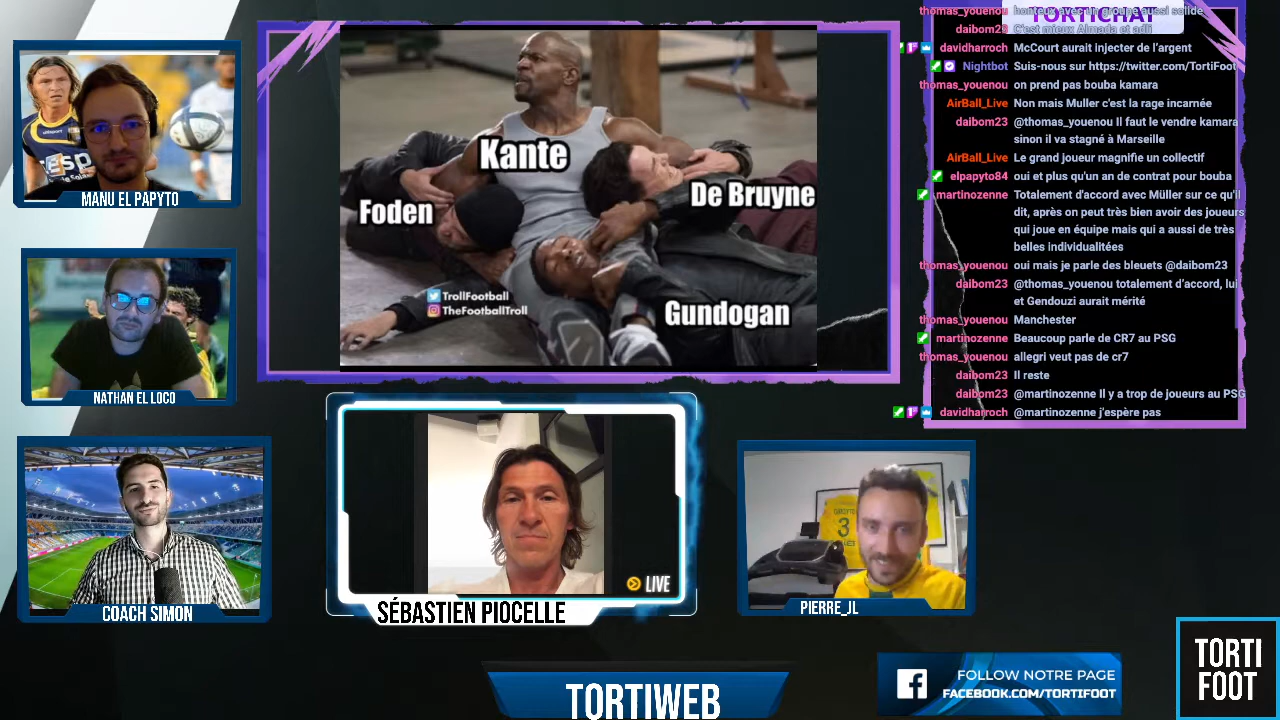 MANU EL PAPYTO
NATHAN EL LOCO
COACH SIMON
Kante
Foden
De Bruyne
Gundogan
TrollFootball
TheFootballTroll
SÉBASTIEN PIOCELLE
LIVE
PIERRE_JL
3
TORTICHAT
thomas_youenou honteux avec un groupe aussi solide
daibom23 C'est mieux Almada et adli
davidharroch McCourt aurait injecter de l'argent
Nightbot Suis-nous sur https://twitter.com/TortiFoot
thomas_youenou on prend pas bouba kamara
AirBall_Live Non mais Muller c'est la rage incarnée
daibom23 @thomas_youenou Il faut le vendre kamara
sinon il va stagné à Marseille
AirBall_Live Le grand joueur magnifie un collectif
elpapyto84 oui et plus qu'un an de contrat pour bouba
martinozenne Totalement d'accord avec Müller sur ce qu'il
dit, après on peut très bien avoir des joueurs
qui joue en équipe mais qui a aussi de très
belles individualitées
thomas_youenou oui mais je parle des bleuets @daibom23
daibom23 @thomas_youenou totalement d'accord, lui
et Gendouzi aurait mérité
thomas_youenou Manchester
martinozenne Beaucoup parle de CR7 au PSG
thomas_youenou allegri veut pas de cr7
daibom23 Il reste
daibom23 @martinozenne Il y a trop de joueurs au PSG
davidharroch @martinozenne j'espère pas
TORTIWEB
FOLLOW NOTRE PAGE
FACEBOOK.COM/TORTIFOOT
TORTI
FOOT